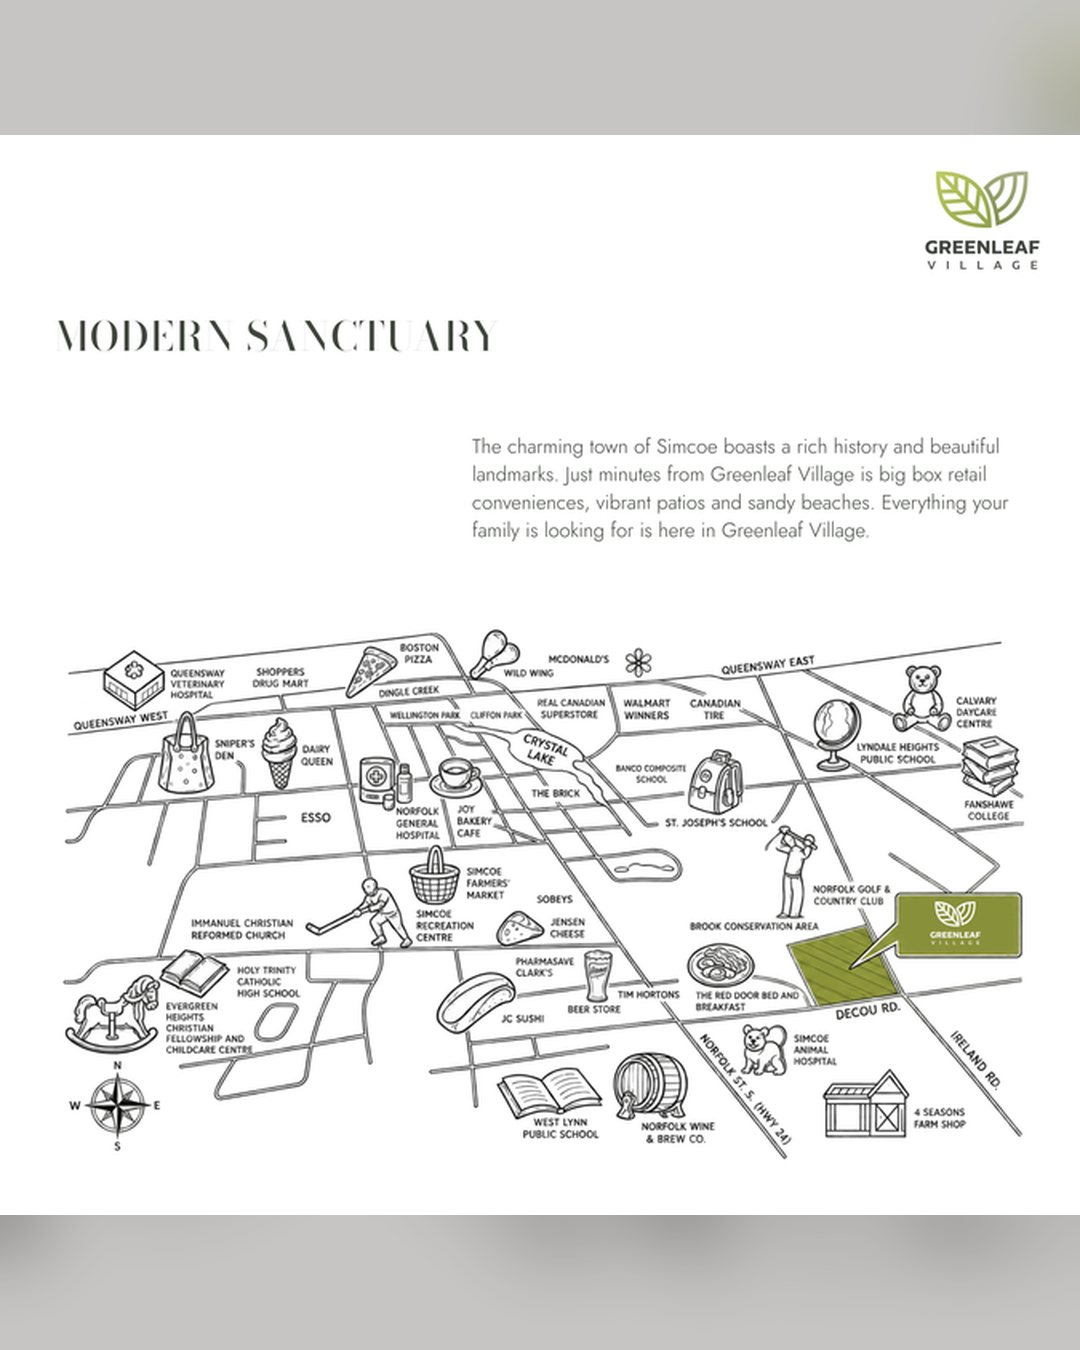 GREENLEAF
VILLAGE
MODERN SANCTUARY
The charming town of Simcoe boasts a rich history and beautiful
landmarks. Just minutes from Greenleaf Village is big box retail
conveniences, vibrant patios and sandy beaches. Everything your
family is looking for is here in Greenleaf Village.
BOSTON
PIZZA
WILD WING
MCDONALD'S
QUEENSWAY EAST
QUEENSWAY
VETERINARY
HOSPITAL
SHOPPERS
DRUG MART
DINGLE CREEK
QUEENSWAY WEST
WELLINGTON PARK
CLIFTON PARK
REAL CANADIAN
SUPERSTORE
WALMART
WINNERS
CANADIAN
TIRE
CALVARY
DAYCARE
CENTRE
SNIPER'S
DEN
DAIRY
QUEEN
CRYSTAL
LAKE
BANCO COMPOSITE
SCHOOL
LYNDALE HEIGHTS
PUBLIC SCHOOL
THE BRICK
FANSHAWE
COLLEGE
ESSO
NORFOLK
GENERAL
HOSPITAL
JOY
BAKERY
CAFE
ST. JOSEPH'S SCHOOL
SIMCOE
FARMERS'
MARKET
SOBEYS
NORFOLK GOLF &
COUNTRY CLUB
IMMANUEL CHRISTIAN
REFORMED CHURCH
SIMCOE
RECREATION
CENTRE
JENSEN
CHEESE
BROOK CONSERVATION AREA
GREENLEAF
VILLAGE
HOLY TRINITY
CATHOLIC
HIGH SCHOOL
PHARMASAVE
CLARK'S
BEER STORE
TIM HORTONS
THE RED DOOR BED AND
BREAKFAST
DECOU RD.
EVERGREEN
HEIGHTS
CHRISTIAN
FELLOWSHIP AND
CHILDCARE CENTRE
JC SUSHI
NORFOLK ST. S. (HWY 24)
SIMCOE
ANIMAL
HOSPITAL
IRELAND RD.
N
W
E
S
WEST LYNN
PUBLIC SCHOOL
NORFOLK WINE
& BREW CO.
4 SEASONS
FARM SHOP